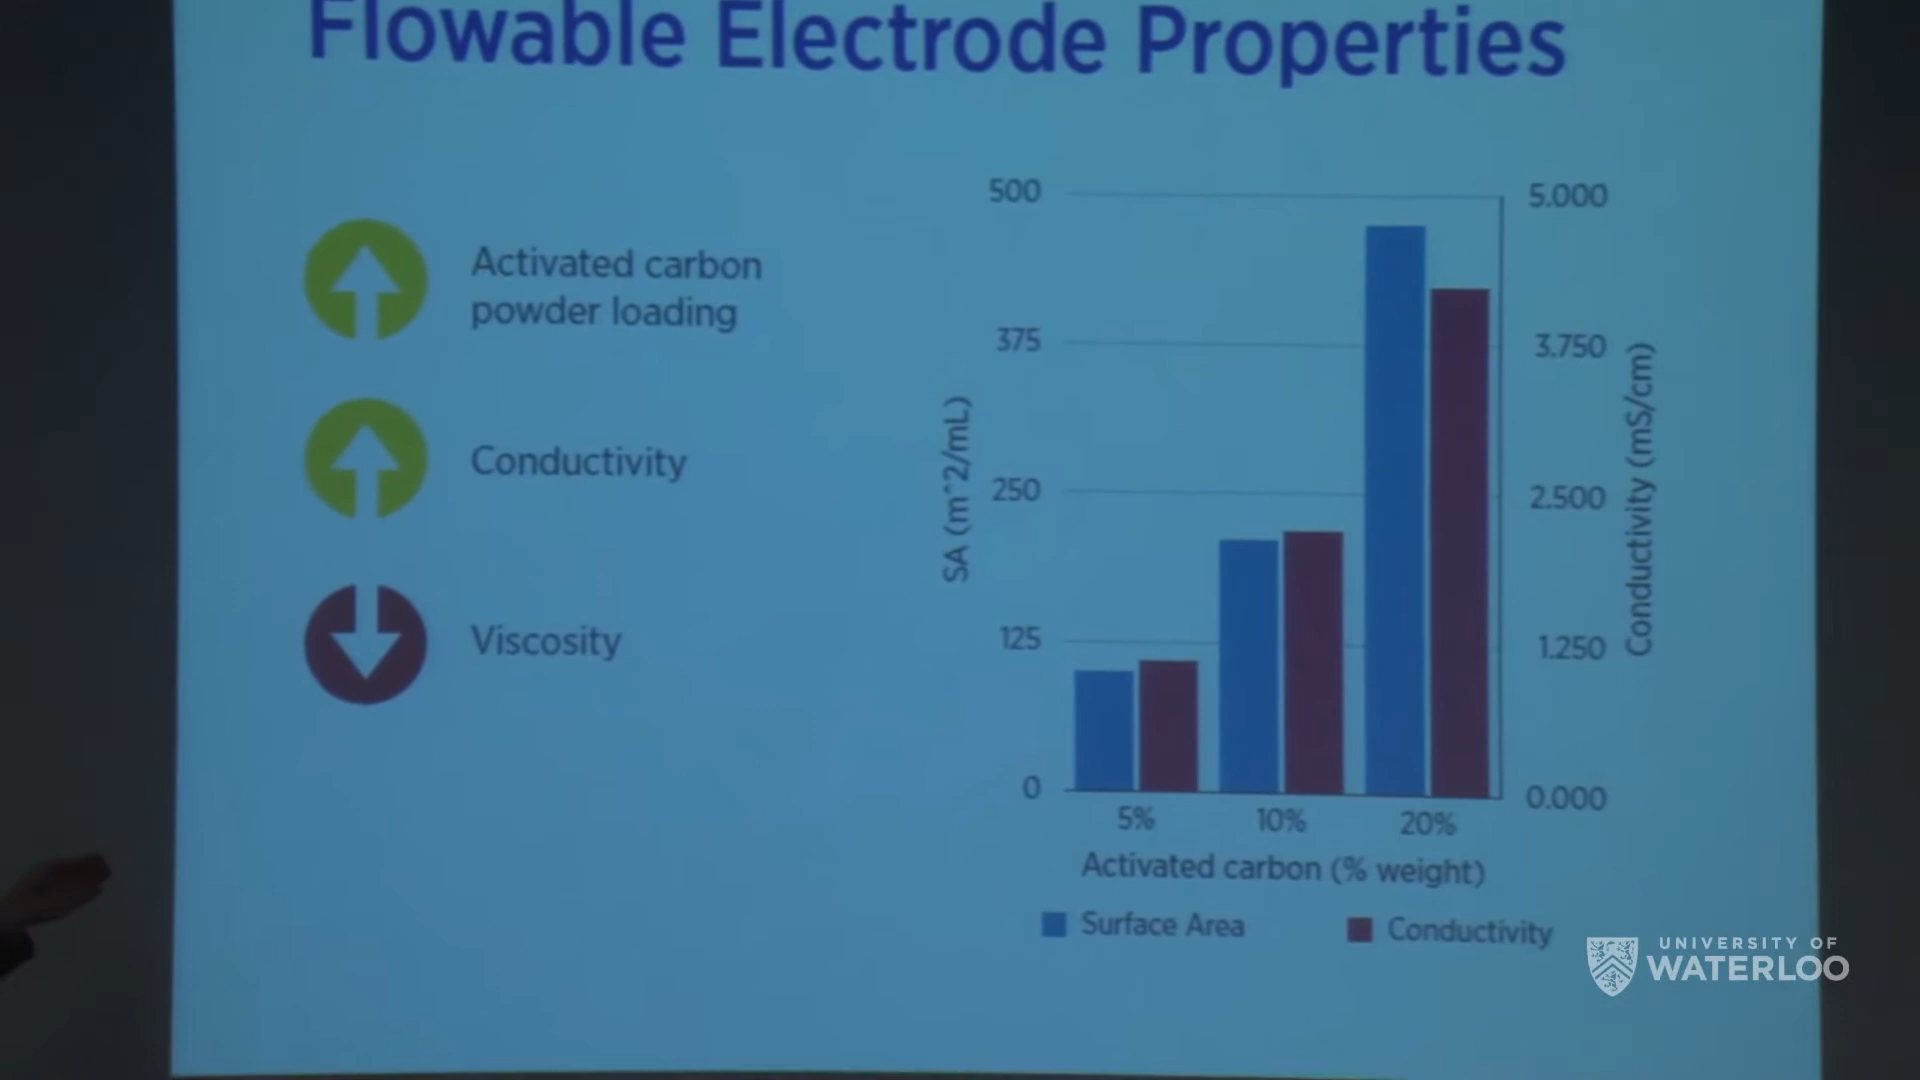 Flowable Electrode Properties
Activated carbon
powder loading
Conductivity
Viscosity
500
375
250
125
0
SA (m^2/mL)
5.000
3.750
2.500
1.250
0.000
Conductivity (mS/cm)
5%
10%
20%
Activated carbon (% weight)
Surface Area
Conductivity
UNIVERSITY OF
WATERLOO